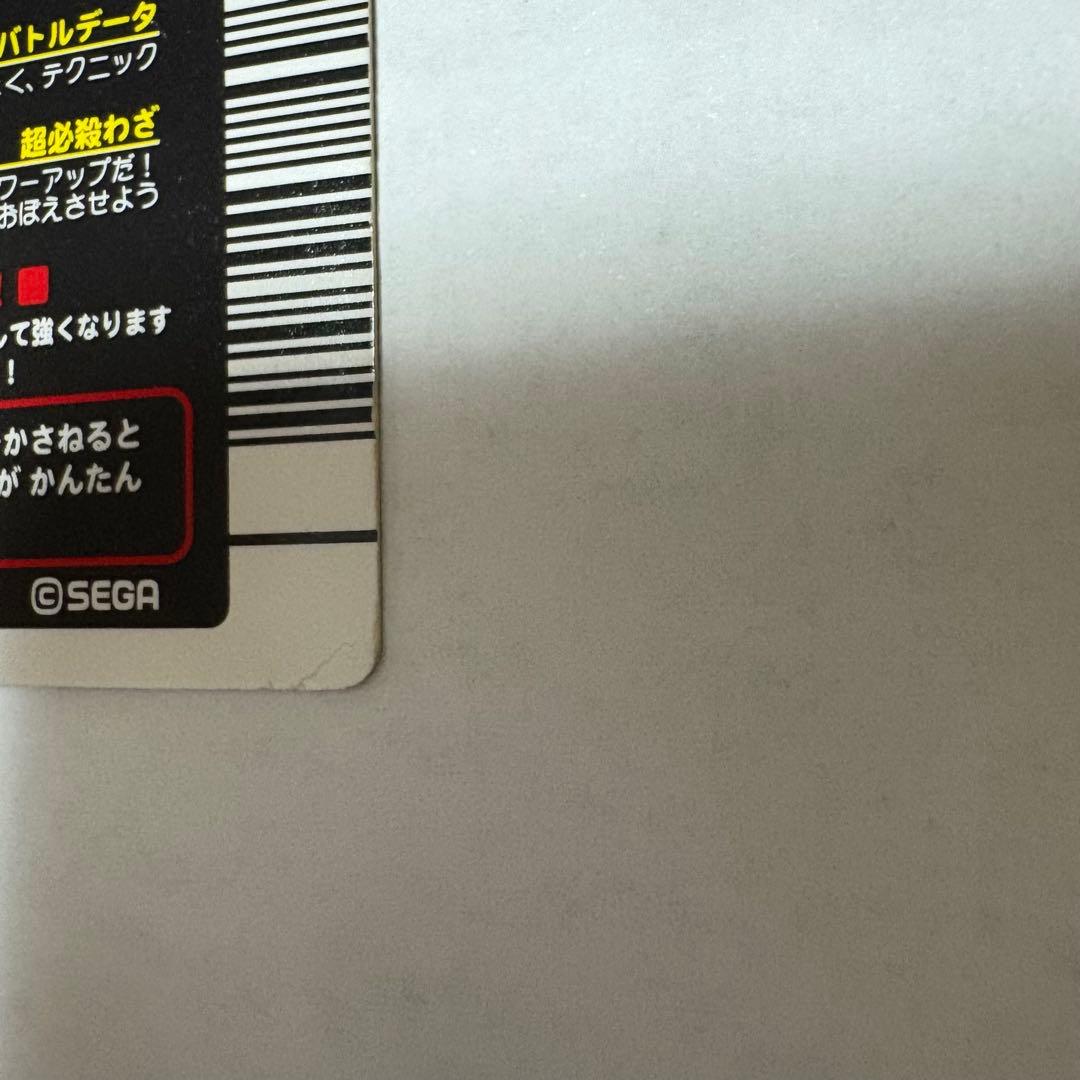 バトルデータ
く、テクニック
超必殺わざ
ワーアップだ！
おぼえさせよう
して強くなります
！
かさねると
が かんたん
©SEGA